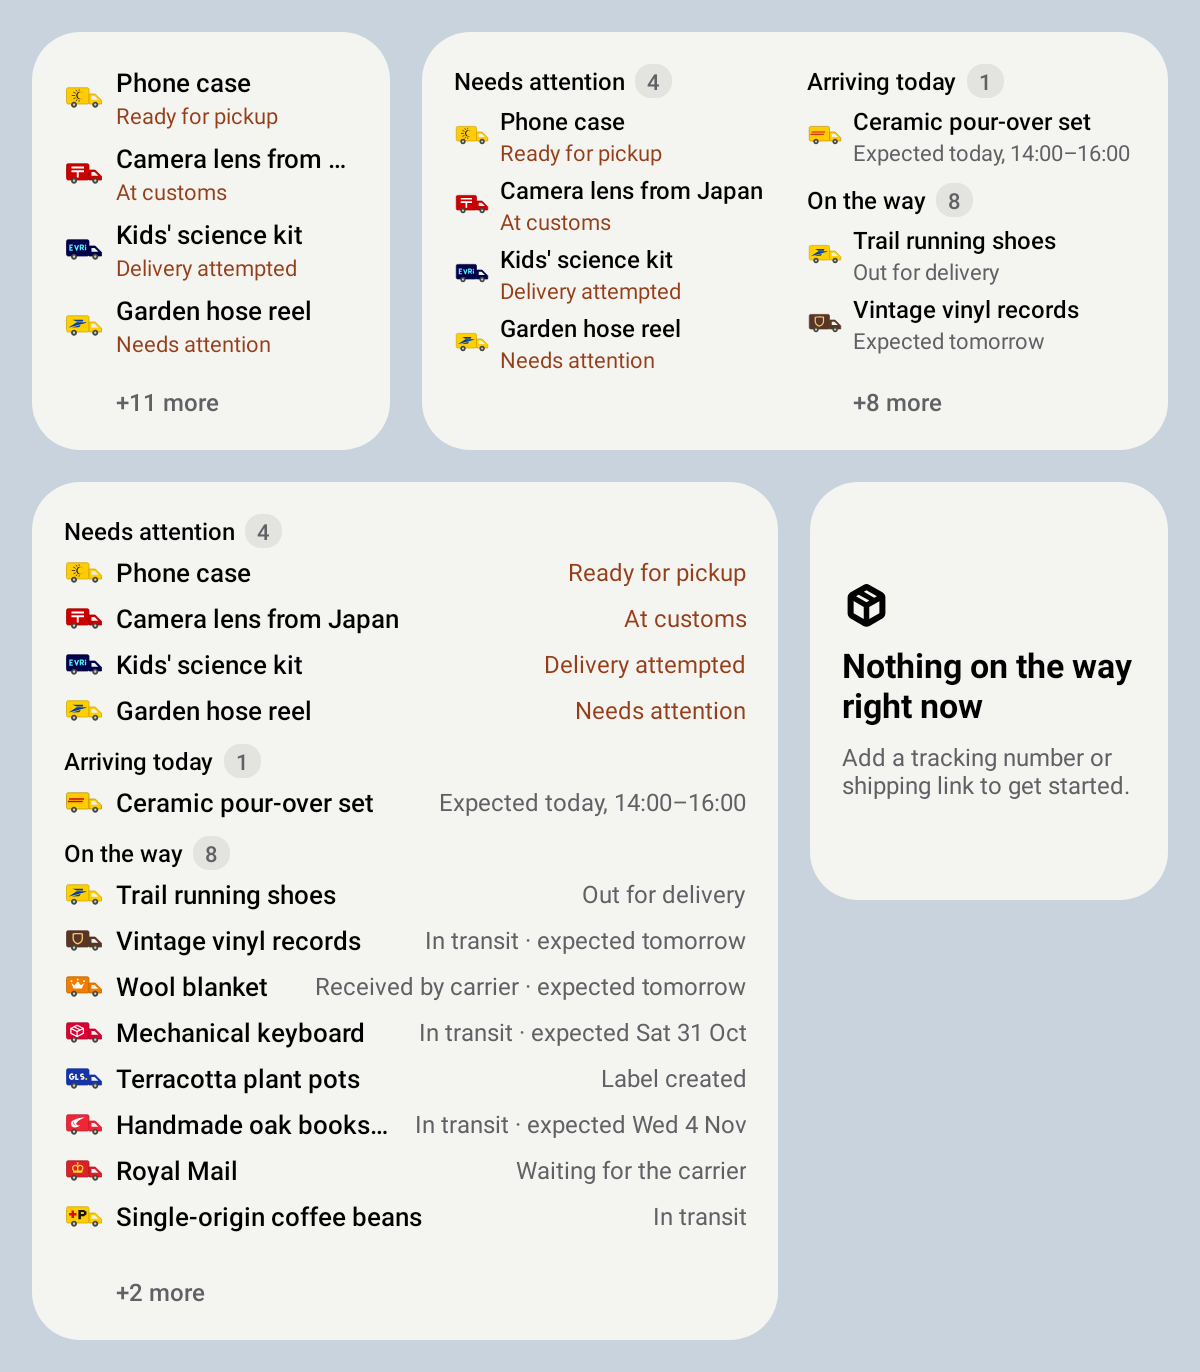 Phone case
Ready for pickup
Camera lens from ...
At customs
EVRi
Kids' science kit
Delivery attempted
Garden hose reel
Needs attention
+11 more
Needs attention 4
Phone case
Ready for pickup
Camera lens from Japan
At customs
EVRi
Kids' science kit
Delivery attempted
Garden hose reel
Needs attention
Arriving today 1
Ceramic pour-over set
Expected today, 14:00–16:00
On the way 8
Trail running shoes
Out for delivery
Vintage vinyl records
Expected tomorrow
+8 more
Needs attention 4
Phone case Ready for pickup
Camera lens from Japan At customs
EVRi Kids' science kit Delivery attempted
Garden hose reel Needs attention
Arriving today 1
Ceramic pour-over set Expected today, 14:00–16:00
On the way 8
Trail running shoes Out for delivery
Vintage vinyl records In transit · expected tomorrow
Wool blanket Received by carrier · expected tomorrow
Mechanical keyboard In transit · expected Sat 31 Oct
GLS. Terracotta plant pots Label created
Handmade oak books... In transit · expected Wed 4 Nov
Royal Mail Waiting for the carrier
+P Single-origin coffee beans In transit
+2 more
Nothing on the way
right now
Add a tracking number or
shipping link to get started.